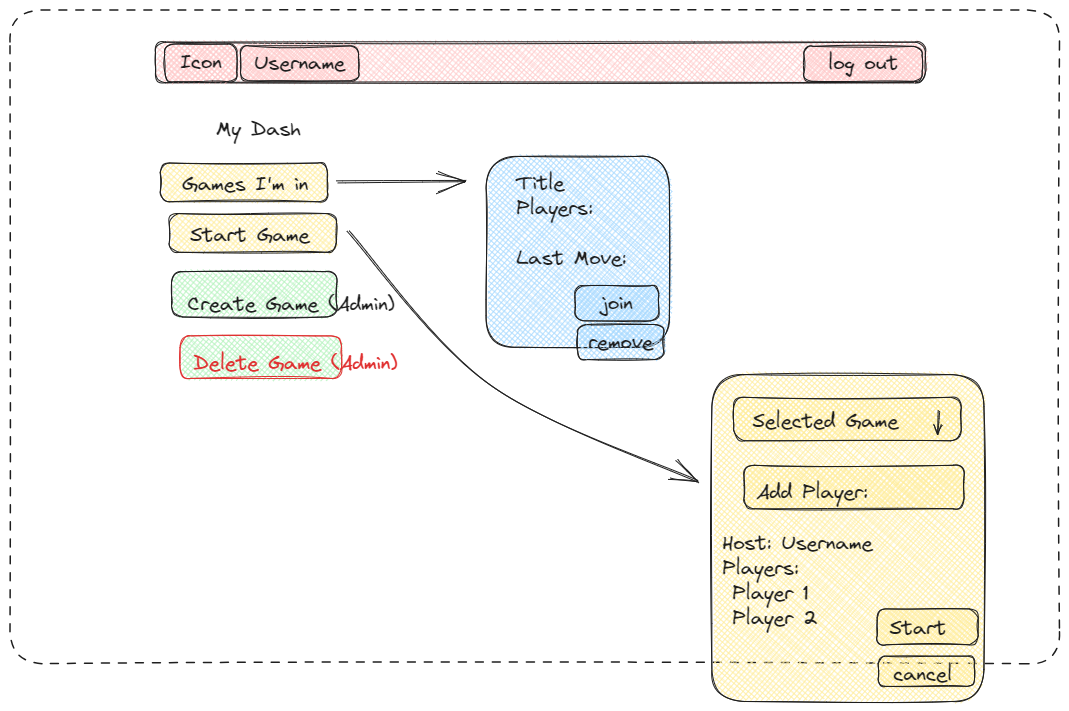 Icon
Username
log out
My Dash
Games I'm in
Start Game
Create Game (Admin)
Delete Game (Admin)
Title
Players:
Last Move:
join
remove
Selected Game
Add Player:
Host: Username
Players:
Player 1
Player 2
Start
cancel